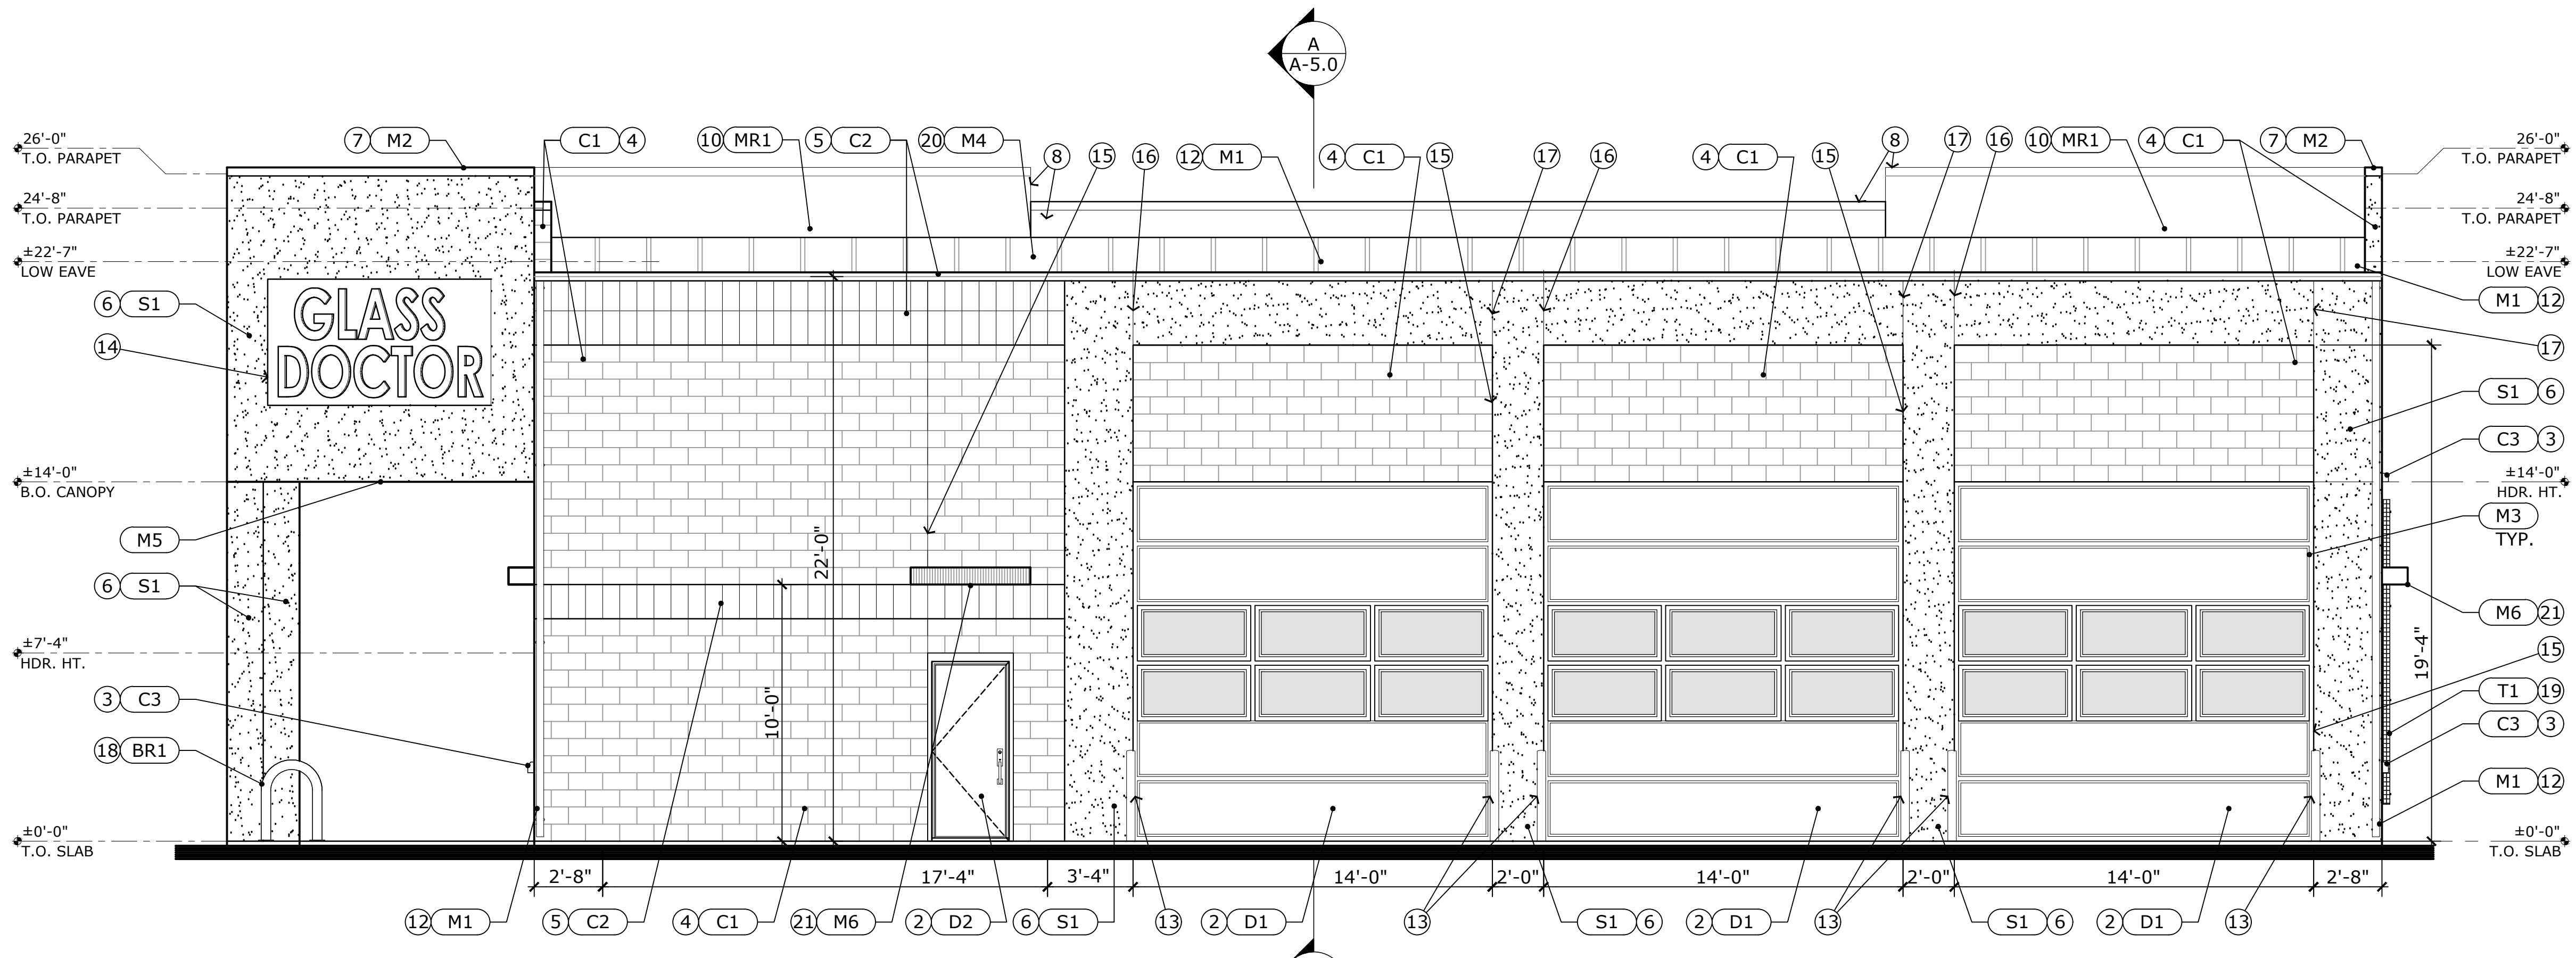 A
A-5.0
26'-0"
T.O. PARAPET
7 M2
C1 4
10 MR1
5 C2
20 M4
8
15
16
12 M1
4 C1
15
17
16
4 C1
15
8
17
16
10 MR1
4 C1
7 M2
26'-0"
T.O. PARAPET
24'-8"
T.O. PARAPET
24'-8"
T.O. PARAPET
±22'-7"
LOW EAVE
±22'-7"
LOW EAVE
6 S1
M1 12
GLASS
DOCTOR
14
17
S1 6
C3 3
±14'-0"
B.O. CANOPY
±14'-0"
HDR. HT.
M5
M3
TYP.
22'-0"
6 S1
M6 21
±7'-4"
HDR. HT.
19'-4"
15
3 C3
10'-0"
T1 19
C3 3
18 BR1
M1 12
±0'-0"
T.O. SLAB
±0'-0"
T.O. SLAB
2'-8" 17'-4" 3'-4" 14'-0" 2'-0" 14'-0" 2'-0" 14'-0" 2'-8"
12 M1
5 C2
4 C1
21 M6
2 D2
6 S1
13
2 D1
13
S1 6
2 D1
13
S1 6
2 D1
13